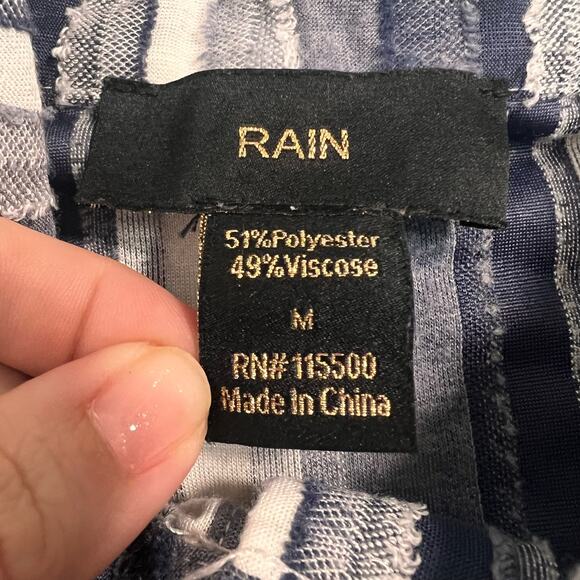 RAIN
51%Polyester
49%Viscose
M
RN#115500
Made In China